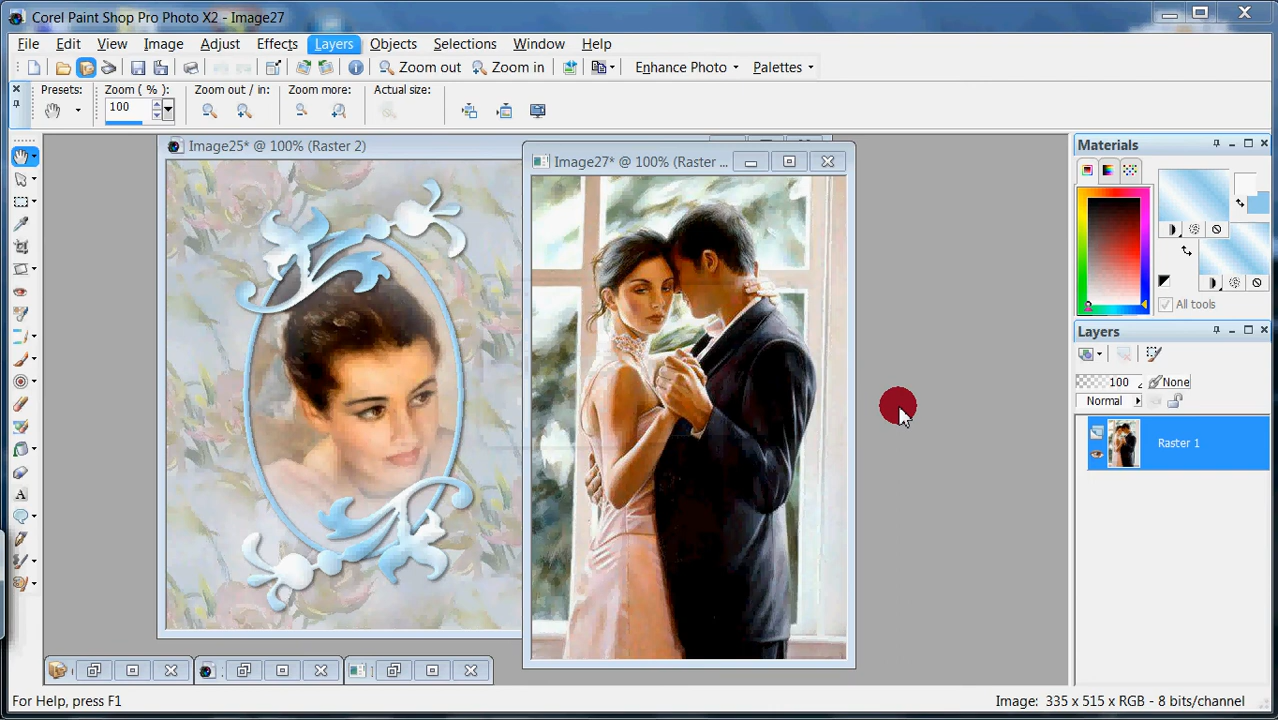 Corel Paint Shop Pro Photo X2 - Image27
File Edit View Image Adjust Effects Layers Objects Selections Window Help
Zoom out Zoom in Enhance Photo Palettes
Presets: Zoom ( % ): Zoom out / in: Zoom more: Actual size:
100
Image25* @ 100% (Raster 2)
Image27* @ 100% (Raster ...
Materials
All tools
Layers
100 None
Normal
Raster 1
For Help, press F1
Image: 335 x 515 x RGB - 8 bits/channel